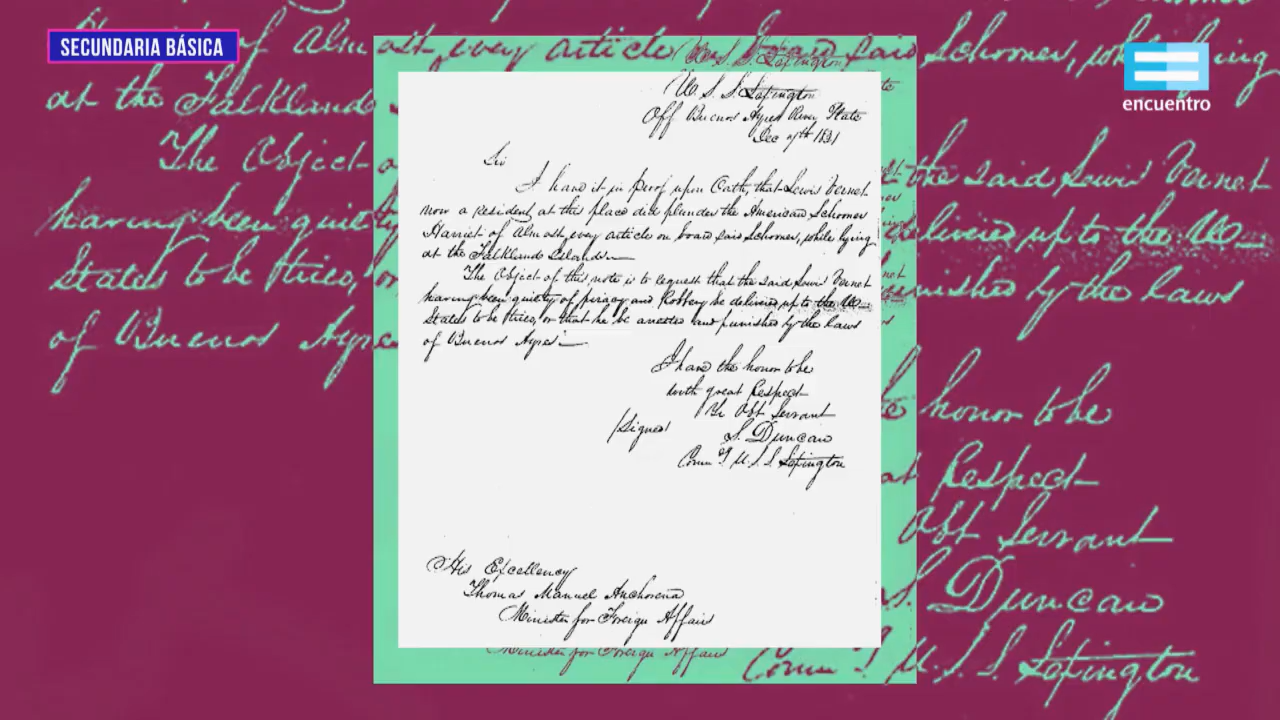 SECUNDARIA BÁSICA
encuentro
U. S. S. Lexington
Off Buenos Ayres River Plate
Dec 7th 1831
Sir
I have it in Proof upon Oath, that Lewis Vernet
now a resident at this place did plunder the American Schooner
Harriet of almost every article on board said Schooner, while lying
at the Falkland Islands
The Object of this note is to request that the said Lewis Vernet
having been guilty of piracy and Robbery be delivered up to the U
States to be tried, or that he be arrested and punished by the Laws
of Buenos Ayres
I have the honor to be
with great Respect
Obt Servant
(Signed) S. Duncan
U. S. S. Lexington
His Excellency
Thomas Manuel Anchorena
Minister for Foreign Affair